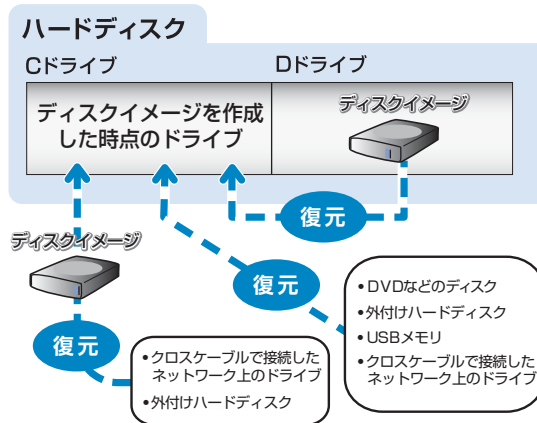 ハードディスク
Cドライブ
Dドライブ
ディスクイメージを作成
した時点のドライブ
ディスクイメージ
復元
ディスクイメージ
復元
復元
•DVDなどのディスク
•外付けハードディスク
•USBメモリ
•クロスケーブルで接続した
ネットワーク上のドライブ
•クロスケーブルで接続した
ネットワーク上のドライブ
•外付けハードディスク